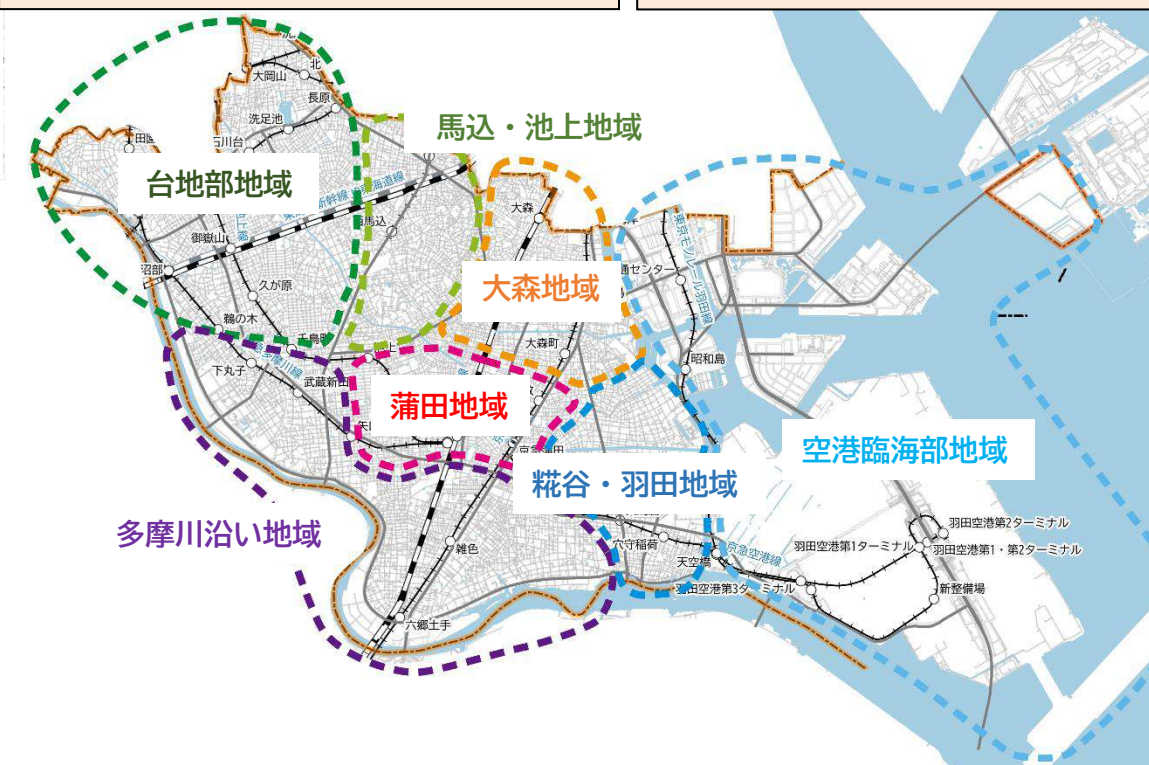 北
大岡山
長原
洗足池
馬込・池上地域
台地部地域
大森
東京モノレール羽田線
御嶽山
沼部
久が原
大森地域
鵜の木
大森町
昭和島
下丸子
武蔵新田
蒲田地域
空港臨海部地域
糀谷・羽田地域
多摩川沿い地域
雑色
穴守稲荷
天空橋
京急空港線
羽田空港第1ターミナル
羽田空港第2ターミナル
羽田空港第1・第2ターミナル
羽田空港第3ターミナル
新整備場
六郷土手